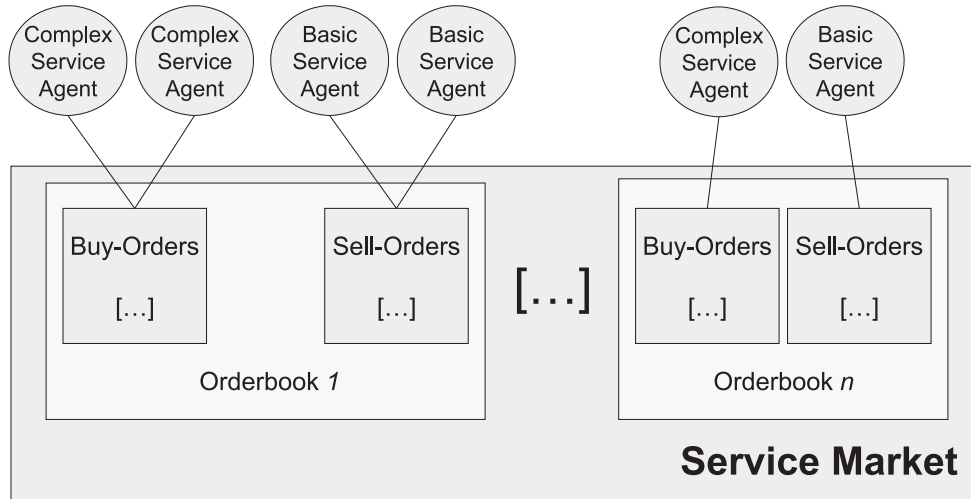 Complex
Service
Agent
Complex
Service
Agent
Basic
Service
Agent
Basic
Service
Agent
Complex
Service
Agent
Basic
Service
Agent
Buy-Orders
[…]
Sell-Orders
[…]
Orderbook 1
[…]
Buy-Orders
[…]
Sell-Orders
[…]
Orderbook n
Service Market